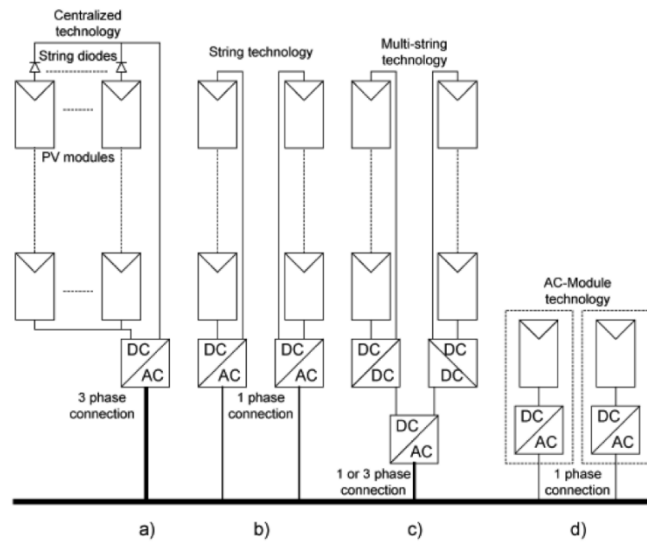 Centralized
technology
String diodes
PV modules
DC
AC
3 phase
connection
a)
String technology
DC
AC
DC
AC
1 phase
connection
b)
Multi-string
technology
DC
DC
DC
DC
DC
AC
1 or 3 phase
connection
c)
AC-Module
technology
DC
AC
DC
AC
1 phase
connection
d)